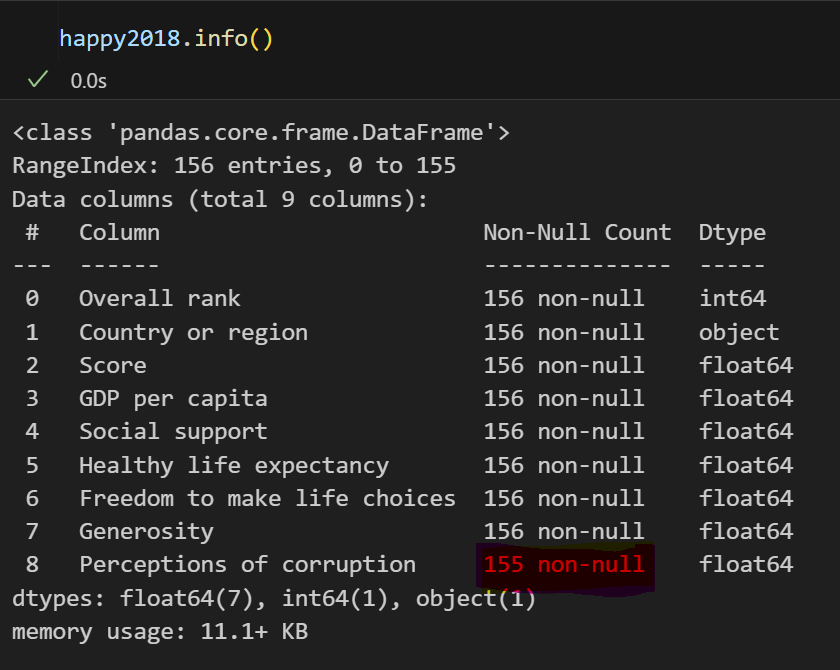 happy2018.info()
0.0s
<class 'pandas.core.frame.DataFrame'>
RangeIndex: 156 entries, 0 to 155
Data columns (total 9 columns):
 #   Column                        Non-Null Count  Dtype
---  ------                        --------------  -----
 0   Overall rank                  156 non-null    int64
 1   Country or region             156 non-null    object
 2   Score                         156 non-null    float64
 3   GDP per capita                156 non-null    float64
 4   Social support                156 non-null    float64
 5   Healthy life expectancy       156 non-null    float64
 6   Freedom to make life choices  156 non-null    float64
 7   Generosity                    156 non-null    float64
 8   Perceptions of corruption     155 non-null    float64
dtypes: float64(7), int64(1), object(1)
memory usage: 11.1+ KB